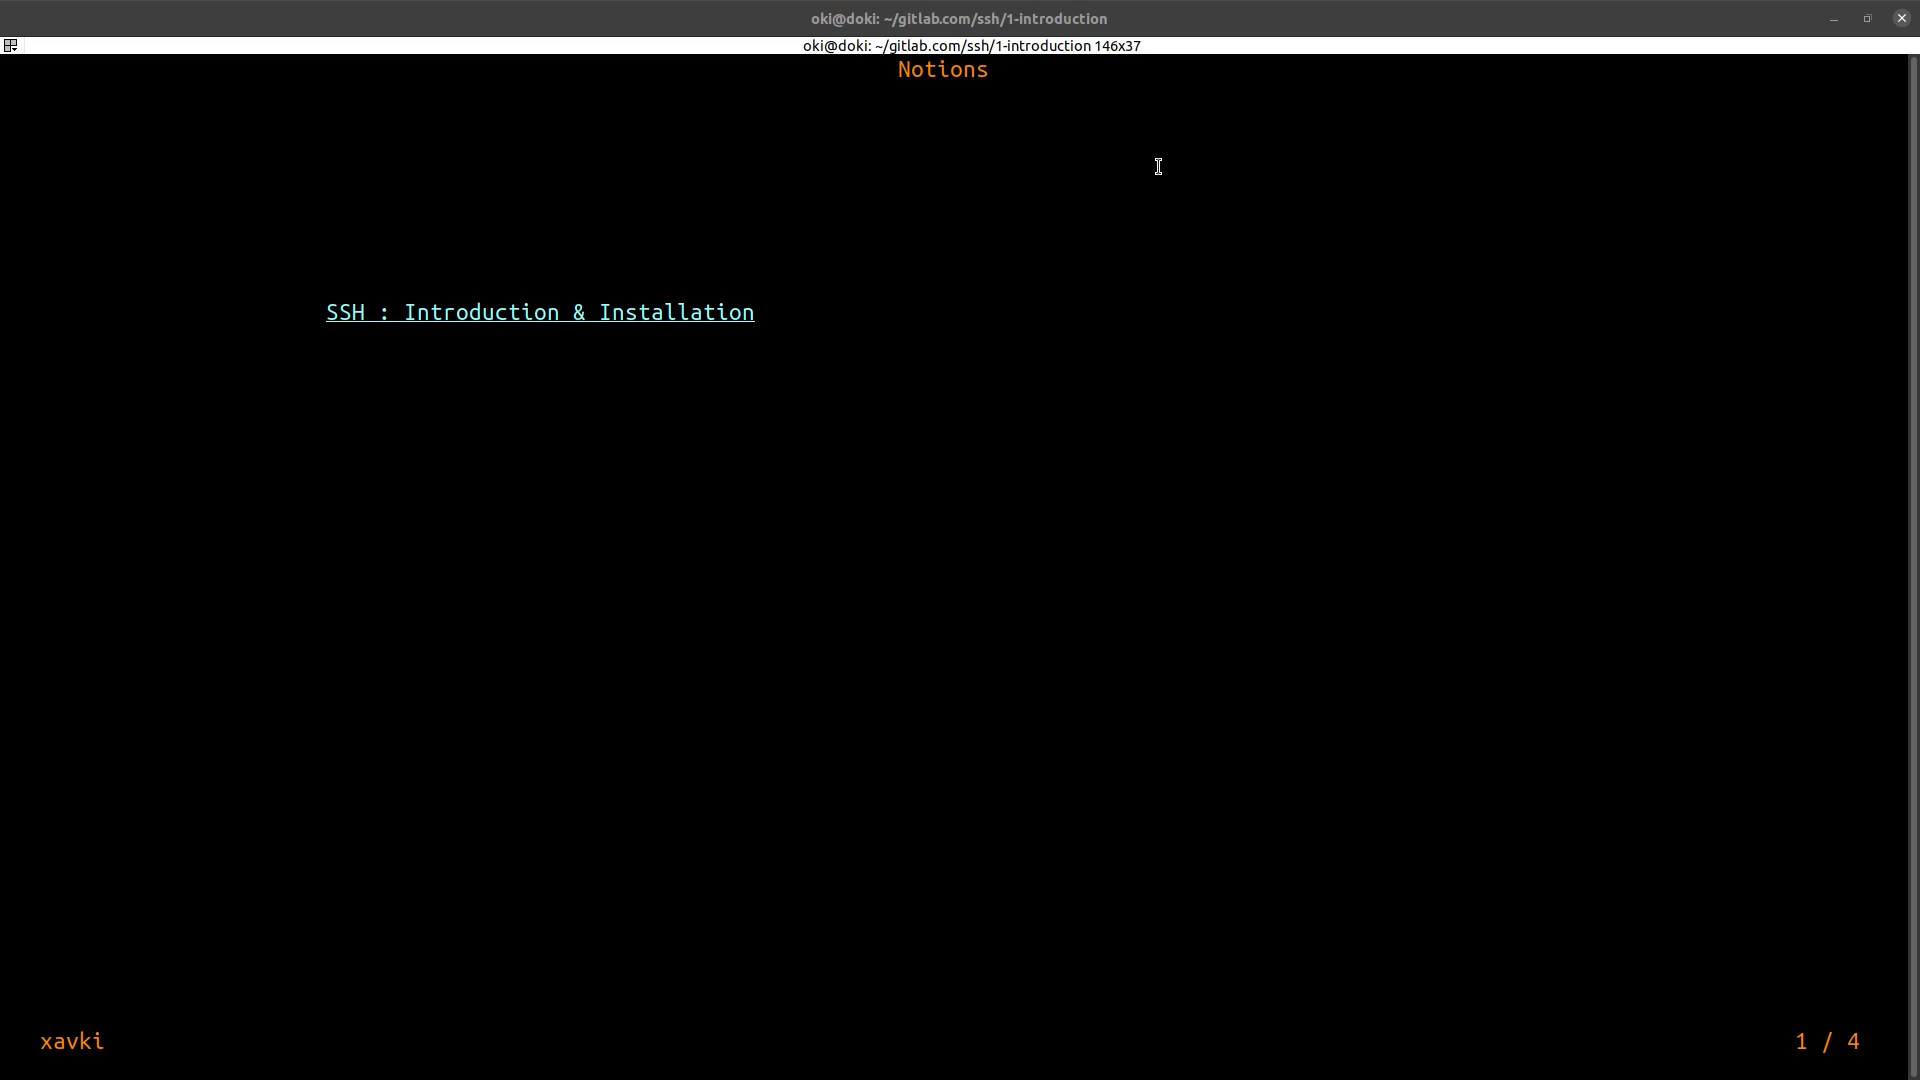 oki@doki: ~/gitlab.com/ssh/1-introduction
oki@doki: ~/gitlab.com/ssh/1-introduction 146x37
Notions
SSH : Introduction & Installation
xavki
1 / 4